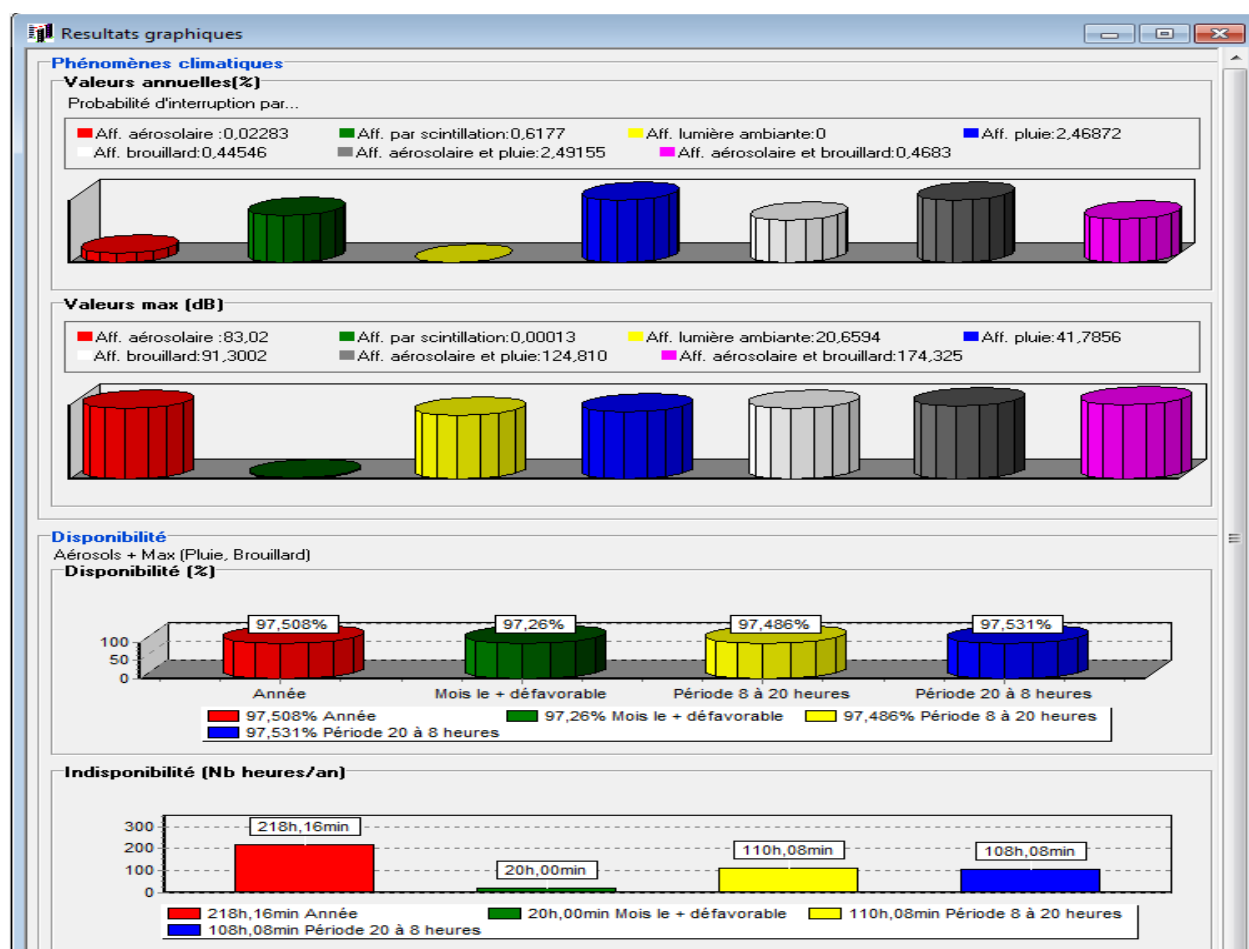 Resultats graphiques
Phénomènes climatiques
Valeurs annuelles(%)
Probabilité d'interruption par...
Aff. aérosolaire :0,02283 Aff. par scintillation:0,6177 Aff. lumière ambiante:0 Aff. pluie:2,46872
Aff. brouillard:0,44546 Aff. aérosolaire et pluie:2,49155 Aff. aérosolaire et brouillard:0,4683
Valeurs max (dB)
Aff. aérosolaire :83,02 Aff. par scintillation:0,00013 Aff. lumière ambiante:20,6594 Aff. pluie:41,7856
Aff. brouillard:91,3002 Aff. aérosolaire et pluie:124,810 Aff. aérosolaire et brouillard:174,325
Disponibilité
Aérosols + Max (Pluie, Brouillard)
Disponibilité (%)
97,508% 97,26% 97,486% 97,531%
100
50
0
Année Mois le + défavorable Période 8 à 20 heures Période 20 à 8 heures
97,508% Année 97,26% Mois le + défavorable 97,486% Période 8 à 20 heures
97,531% Période 20 à 8 heures
Indisponibilité (Nb heures/an)
300 218h,16min
200 110h,08min 108h,08min
100 20h,00min
0
218h,16min Année 20h,00min Mois le + défavorable 110h,08min Période 8 à 20 heures
108h,08min Période 20 à 8 heures